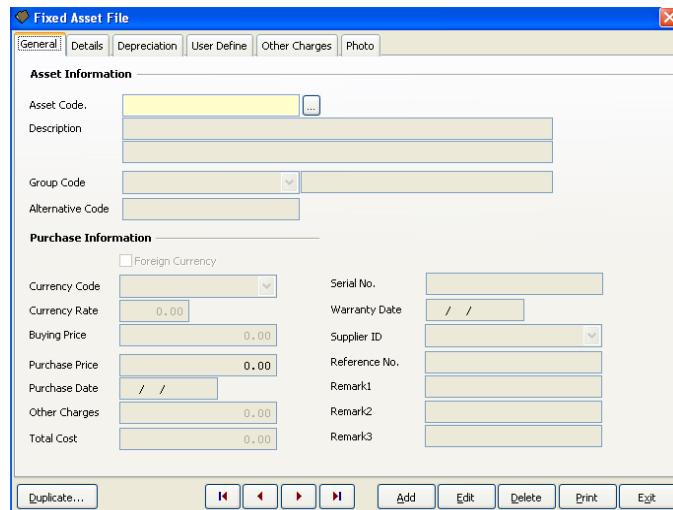 Fixed Asset File
General Details Depreciation User Define Other Charges Photo
Asset Information
Asset Code. ...
Description
Group Code
Alternative Code
Purchase Information
Foreign Currency
Currency Code Serial No.
Currency Rate 0.00 Warranty Date / /
Buying Price 0.00 Supplier ID
Purchase Price 0.00 Reference No.
Purchase Date / / Remark1
Other Charges 0.00 Remark2
Total Cost 0.00 Remark3
Duplicate... Add Edit Delete Print Exit